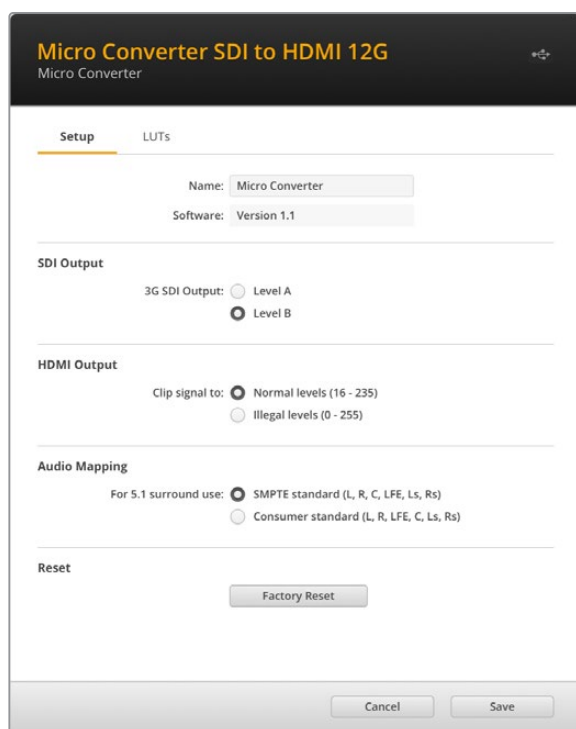 Micro Converter SDI to HDMI 12G
Micro Converter
Setup LUTs
Name: Micro Converter
Software: Version 1.1
SDI Output
3G SDI Output: Level A
Level B
HDMI Output
Clip signal to: Normal levels (16 - 235)
Illegal levels (0 - 255)
Audio Mapping
For 5.1 surround use: SMPTE standard (L, R, C, LFE, Ls, Rs)
Consumer standard (L, R, LFE, C, Ls, Rs)
Reset
Factory Reset
Cancel Save